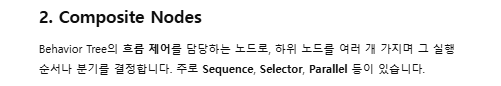 2. Composite Nodes
Behavior Tree의 흐름 제어를 담당하는 노드로, 하위 노드를 여러 개 가지며 그 실행
순서나 분기를 결정합니다. 주로 Sequence, Selector, Parallel 등이 있습니다.